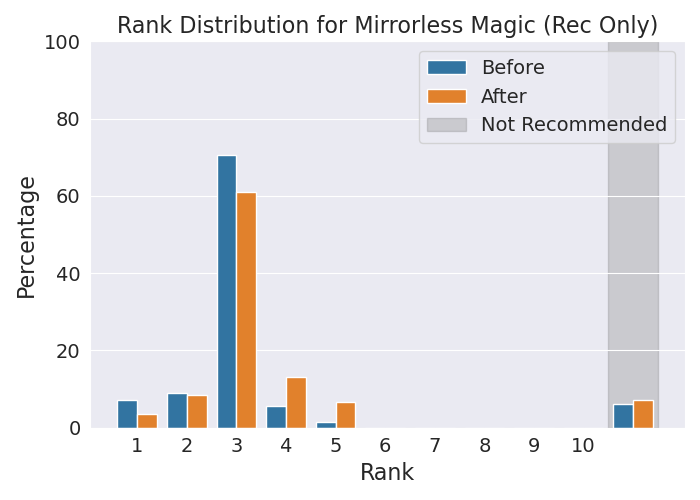 Rank Distribution for Mirrorless Magic (Rec Only)
100
80
60
40
20
0
Percentage
Before
After
Not Recommended
1 2 3 4 5 6 7 8 9 10
Rank